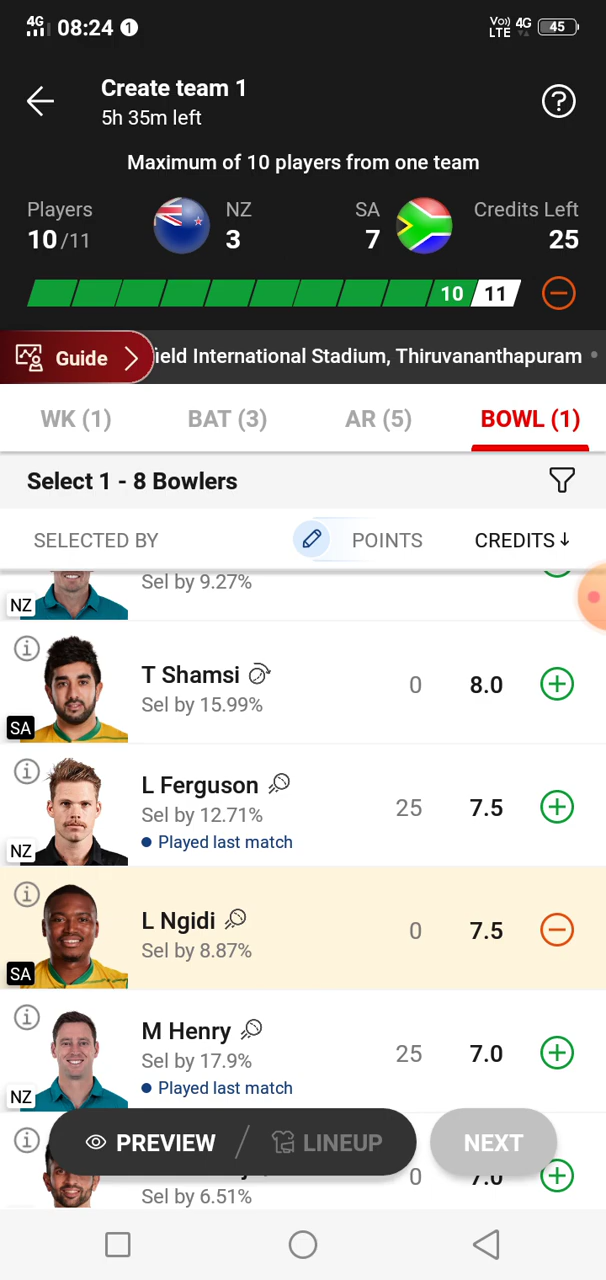 4G 08:24 1 Vo) LTE 4G 45
Create team 1
5h 35m left
?
Maximum of 10 players from one team
Players NZ SA Credits Left
10/11 3 7 25
10 11
Guide ield International Stadium, Thiruvananthapuram
WK (1) BAT (3) AR (5) BOWL (1)
Select 1 - 8 Bowlers
SELECTED BY POINTS CREDITS↓
Sel by 9.27%
NZ
T Shamsi
Sel by 15.99%
0 8.0
SA
L Ferguson
Sel by 12.71%
25 7.5
Played last match
NZ
L Ngidi
Sel by 8.87%
0 7.5
SA
M Henry
Sel by 17.9%
25 7.0
Played last match
NZ
PREVIEW / LINEUP NEXT
0 7.0
Sel by 6.51%